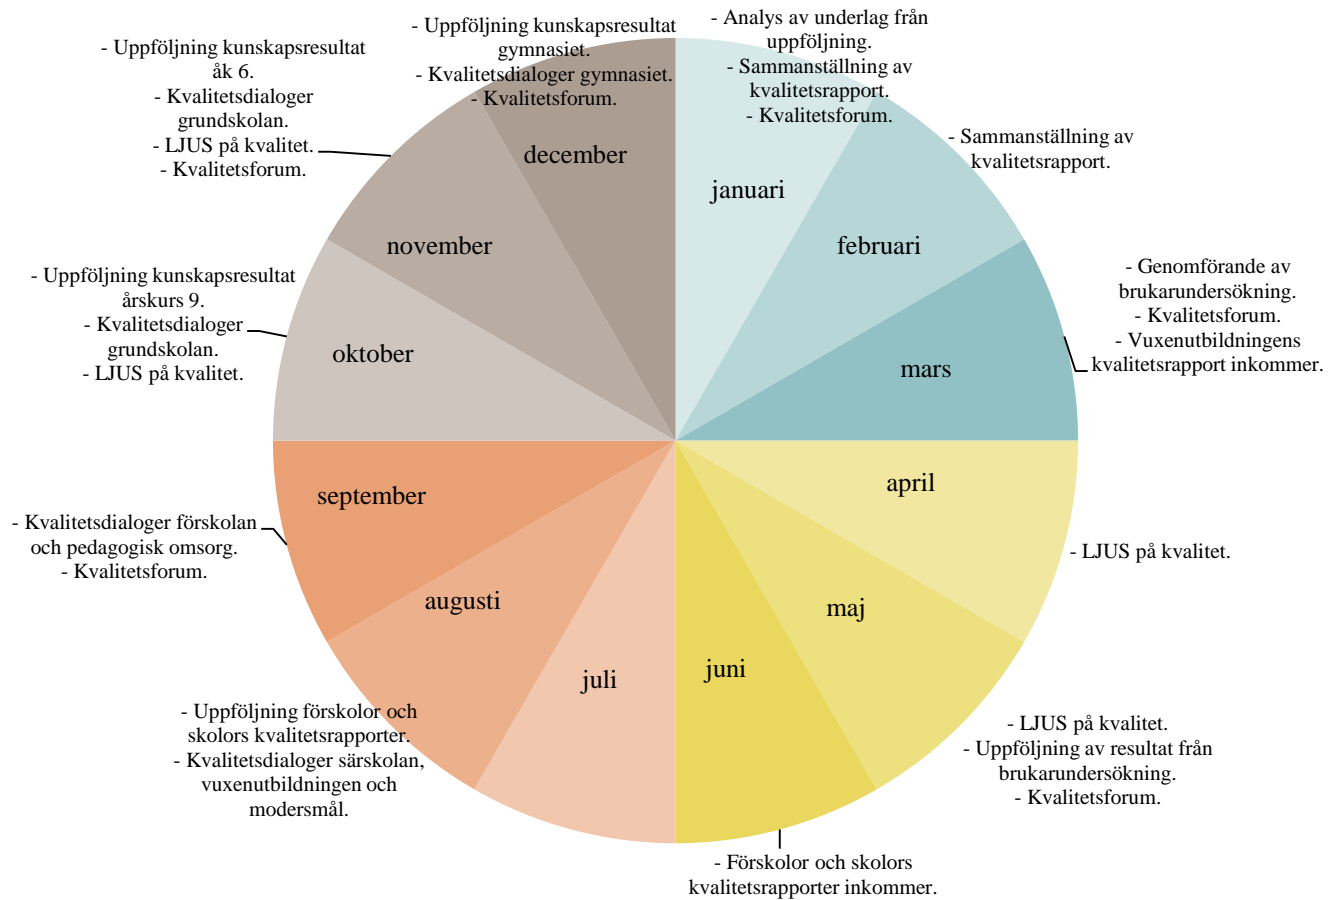 - Analys av underlag från
uppföljning.
- Sammanställning av
kvalitetsrapport.
- Kvalitetsforum.
januari
- Sammanställning av
kvalitetsrapport.
februari
- Genomförande av
brukarundersökning.
- Kvalitetsforum.
- Vuxenutbildningens
kvalitetsrapport inkommer.
mars
april
- LJUS på kvalitet.
maj
- LJUS på kvalitet.
- Uppföljning av resultat från
brukarundersökning.
- Kvalitetsforum.
juni
- Förskolor och skolors
kvalitetsrapporter inkommer.
juli
augusti
- Uppföljning förskolor och
skolors kvalitetsrapporter.
- Kvalitetsdialoger särskolan,
vuxenutbildningen och
modersmål.
september
- Kvalitetsdialoger förskolan
och pedagogisk omsorg.
- Kvalitetsforum.
oktober
- Uppföljning kunskapsresultat
årskurs 9.
- Kvalitetsdialoger
grundskolan.
- LJUS på kvalitet.
november
- Uppföljning kunskapsresultat
åk 6.
- Kvalitetsdialoger
grundskolan.
- LJUS på kvalitet.
- Kvalitetsforum.
december
- Uppföljning kunskapsresultat
gymnasiet.
- Kvalitetsdialoger gymnasiet.
- Kvalitetsforum.